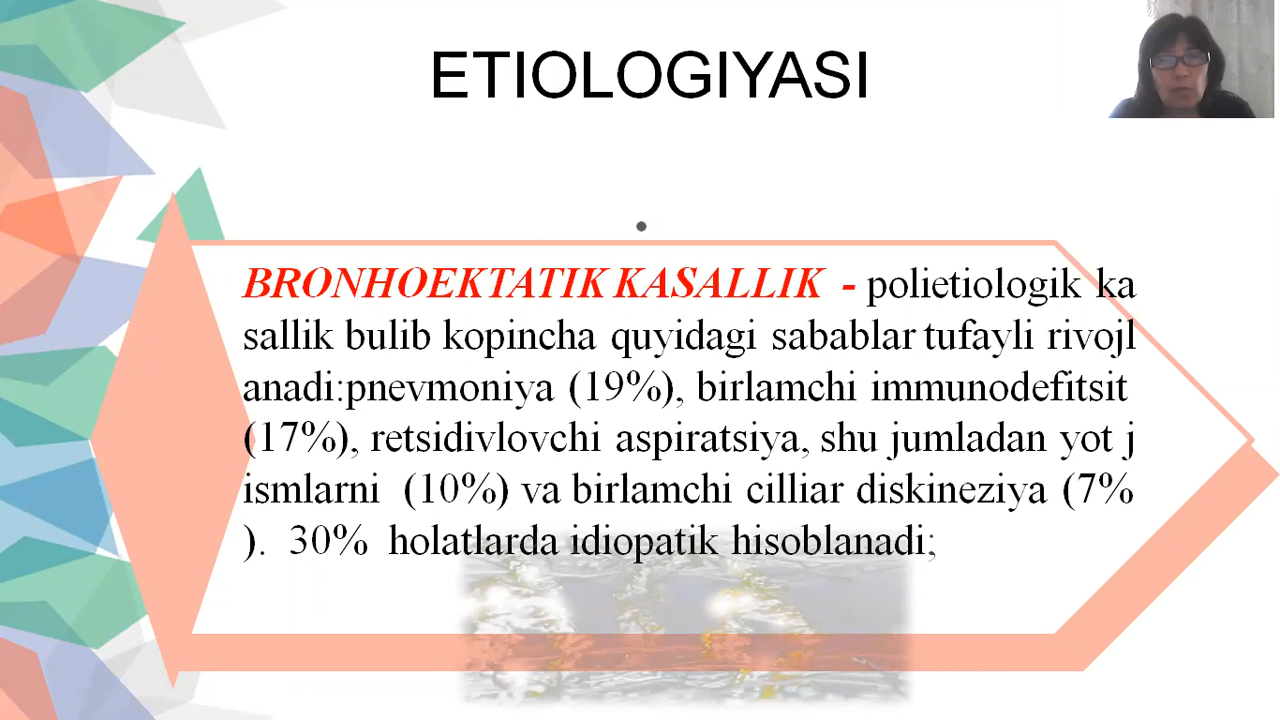 ETIOLOGIYASI
•
BRONHOEKTATIK KASALLIK - polietiologik ka
sallik bulib kopincha quyidagi sabablar tufayli rivojl
anadi:pnevmoniya (19%), birlamchi immunodefitsit
(17%), retsidivlovchi aspiratsiya, shu jumladan yot j
ismlarni (10%) va birlamchi cilliar diskineziya (7%
). 30% holatlarda idiopatik hisoblanadi;